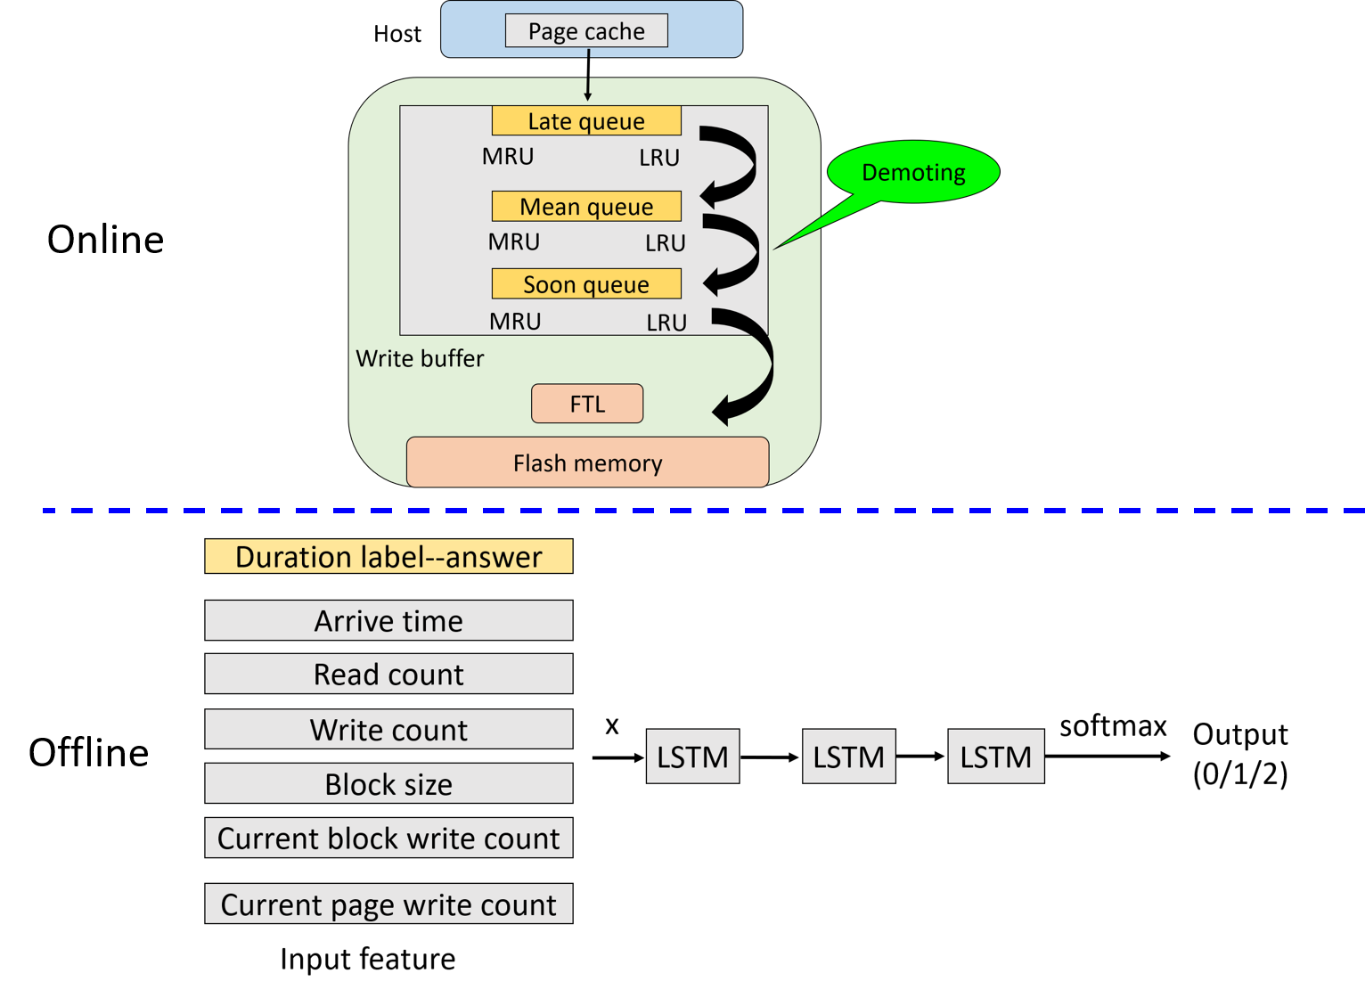 Host
Page cache
Late queue
MRU LRU
Demoting
Mean queue
MRU LRU
Online
Soon queue
MRU LRU
Write buffer
FTL
Flash memory
Duration label--answer
Arrive time
Read count
Write count
Block size
Current block write count
Current page write count
Input feature
Offline
x
LSTM
LSTM
LSTM
softmax
Output
(0/1/2)